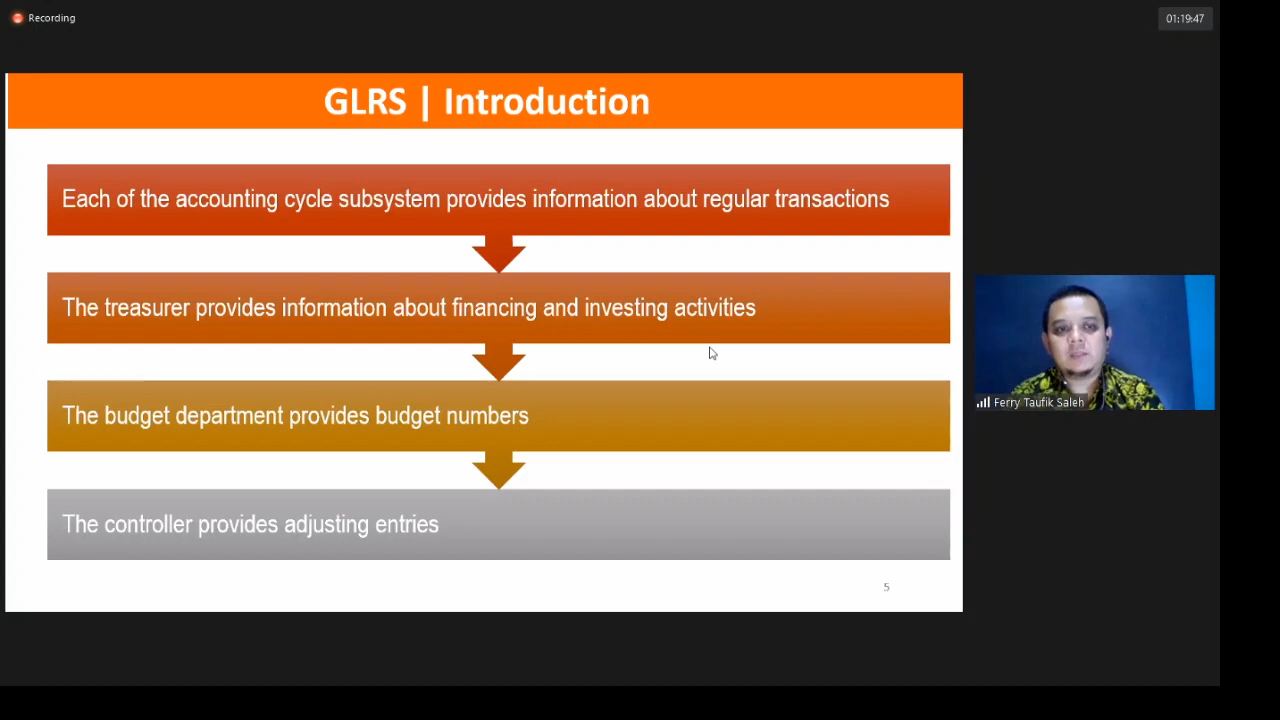 Recording
01:19:47
GLRS | Introduction
Each of the accounting cycle subsystem provides information about regular transactions
The treasurer provides information about financing and investing activities
The budget department provides budget numbers
The controller provides adjusting entries
5
Ferry Taufik Saleh